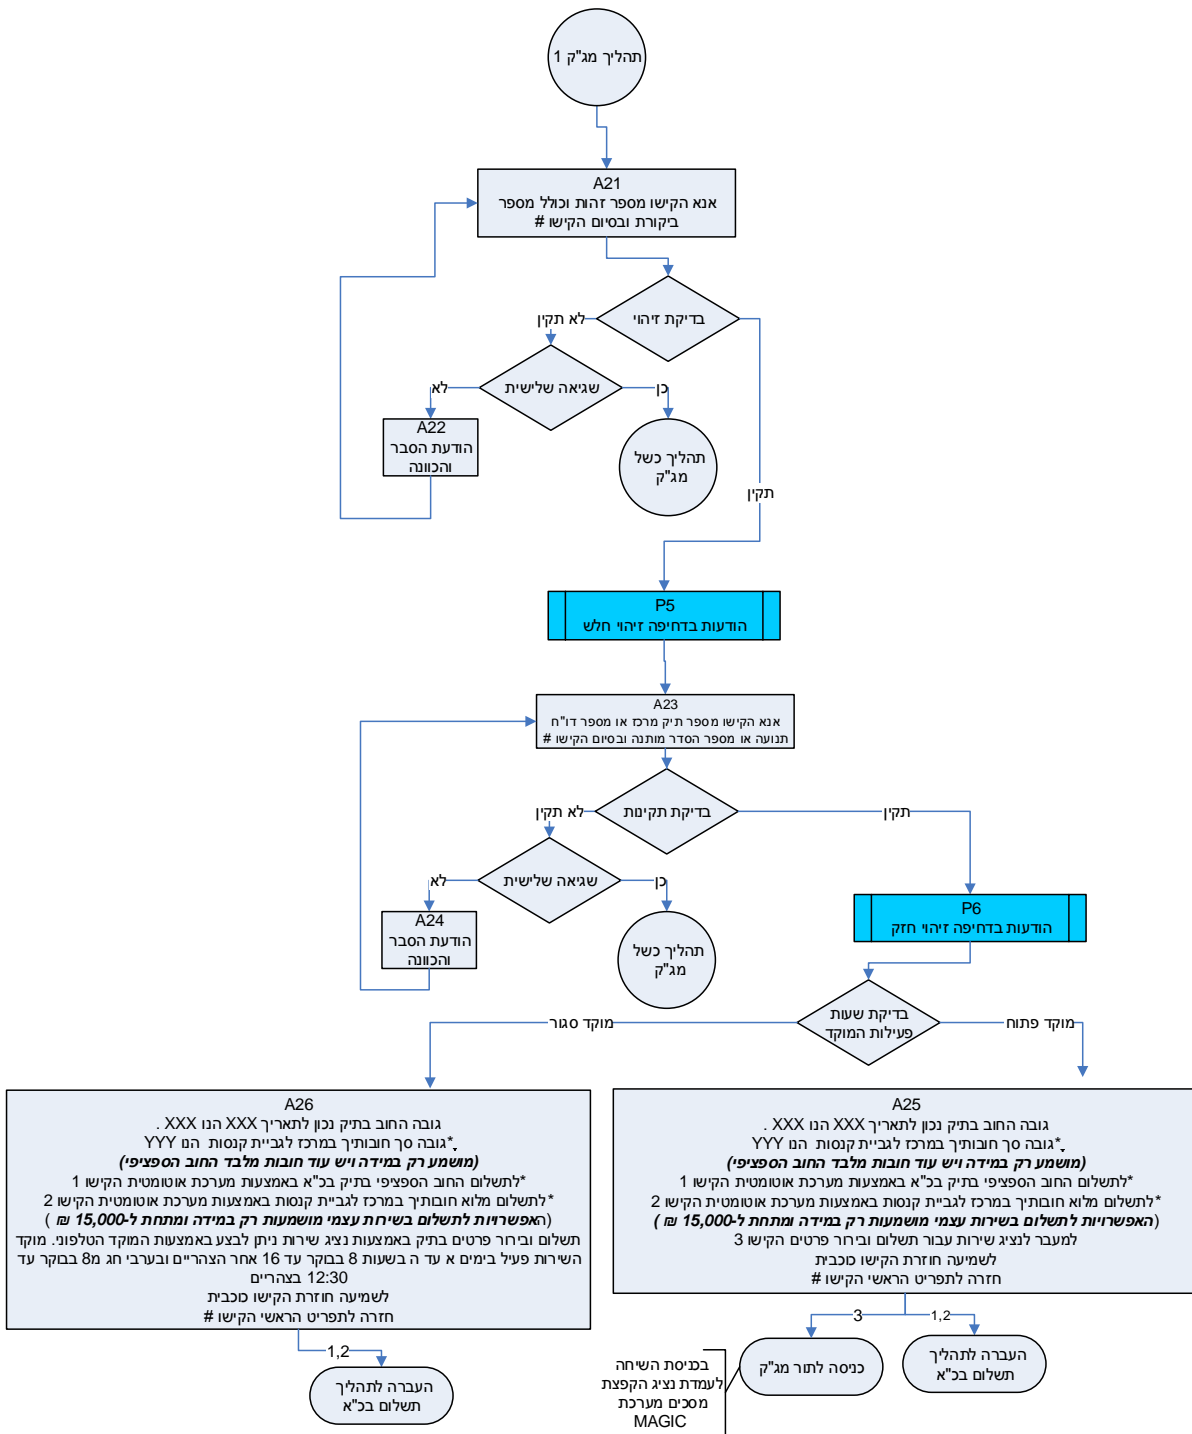 תהליך מג"ק 1
A21
אנא הקישו מספר זהות וכולל מספר
ביקורת ובסיום הקישו #
בדיקת זיהוי
לא תקין
שגיאה שלישית
לא
כן
A22
הודעת הסבר
והכוונה
תהליך כשל
מג"ק
תקין
P5
הודעות בדחיפה זיהוי חלש
A23
אנא הקישו מספר תיק מרכז או מספר דו"ח
תנועה או מספר הסדר מותנה ובסיום הקישו #
בדיקת תקינות
לא תקין
תקין
שגיאה שלישית
לא
כן
A24
הודעת הסבר
והכוונה
תהליך כשל
מג"ק
P6
הודעות בדחיפה זיהוי חזק
בדיקת שעות
פעילות המוקד
מוקד פתוח
מוקד סגור
A25
גובה החוב בתיק נכון לתאריך XXX הנו XXX .
*גובה סך חובותיך במרכז לגביית קנסות הנו YYY
(מושמע רק במידה ויש עוד חובות מלבד החוב הספציפי)
*לתשלום החוב הספציפי בתיק בכ"א באמצעות מערכת אוטומטית הקישו 1
*לתשלום מלוא חובותיך במרכז לגביית קנסות באמצעות מערכת אוטומטית הקישו 2
(האפשרויות לתשלום בשירות עצמי מושמעות רק במידה ומתחת ל-15,000 ₪ )
למעבר לנציג שירות עבור תשלום ובירור פרטים הקישו 3
לשמיעה חוזרת הקישו כוכבית
חזרה לתפריט הראשי הקישו #
A26
גובה החוב בתיק נכון לתאריך XXX הנו XXX .
*גובה סך חובותיך במרכז לגביית קנסות הנו YYY
(מושמע רק במידה ויש עוד חובות מלבד החוב הספציפי)
*לתשלום החוב הספציפי בתיק בכ"א באמצעות מערכת אוטומטית הקישו 1
*לתשלום מלוא חובותיך במרכז לגביית קנסות באמצעות מערכת אוטומטית הקישו 2
(האפשרויות לתשלום בשירות עצמי מושמעות רק במידה ומתחת ל-15,000 ₪ )
תשלום ובירור פרטים בתיק באמצעות נציג שירות ניתן לבצע באמצעות המוקד הטלפוני. מוקד
השירות פעיל בימים א עד ה בשעות 8 בבוקר עד 16 אחר הצהריים ובערבי חג מ8 בבוקר עד
12:30 בצהריים
לשמיעה חוזרת הקישו כוכבית
חזרה לתפריט הראשי הקישו #
1,2
3
העברה לתהליך
תשלום בכ"א
כניסה לתור מג"ק
בכניסת השיחה
לעמדת נציג הקפצת
מסכים מערכת
MAGIC
1,2
העברה לתהליך
תשלום בכ"א